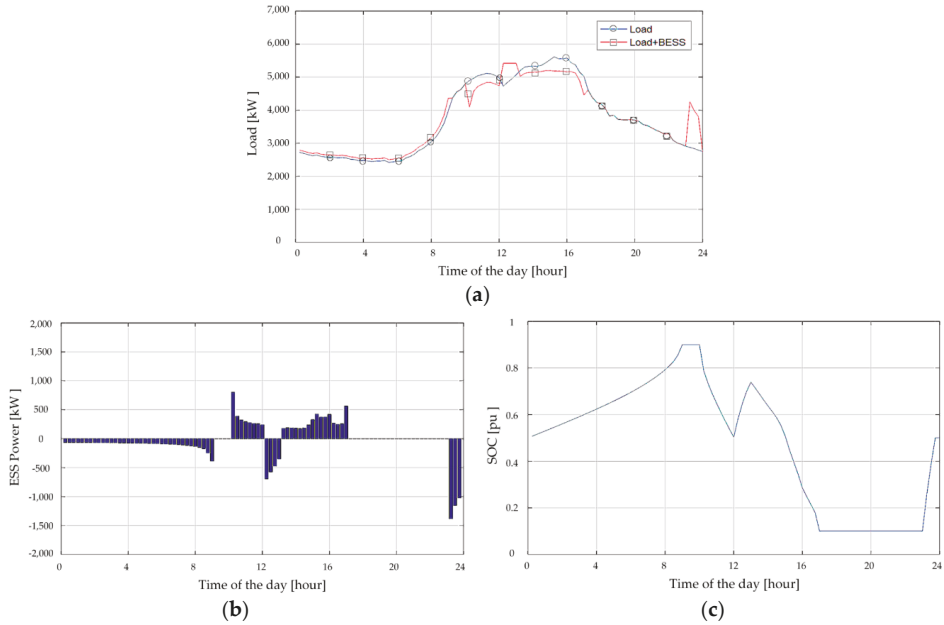 7,000
6,000
5,000
4,000
3,000
2,000
1,000
0
Load [kW]
Load
Load+BESS
0 4 8 12 16 20 24
Time of the day [hour]
(a)
2,000
1,500
1,000
500
0
-500
-1,000
-1,500
-2,000
ESS Power [kW ]
0 4 8 12 16 20 24
Time of the day [hour]
(b)
1
0.8
0.6
0.4
0.2
0
SOC [pu ]
0 4 8 12 16 20 24
Time of the day [hour]
(c)